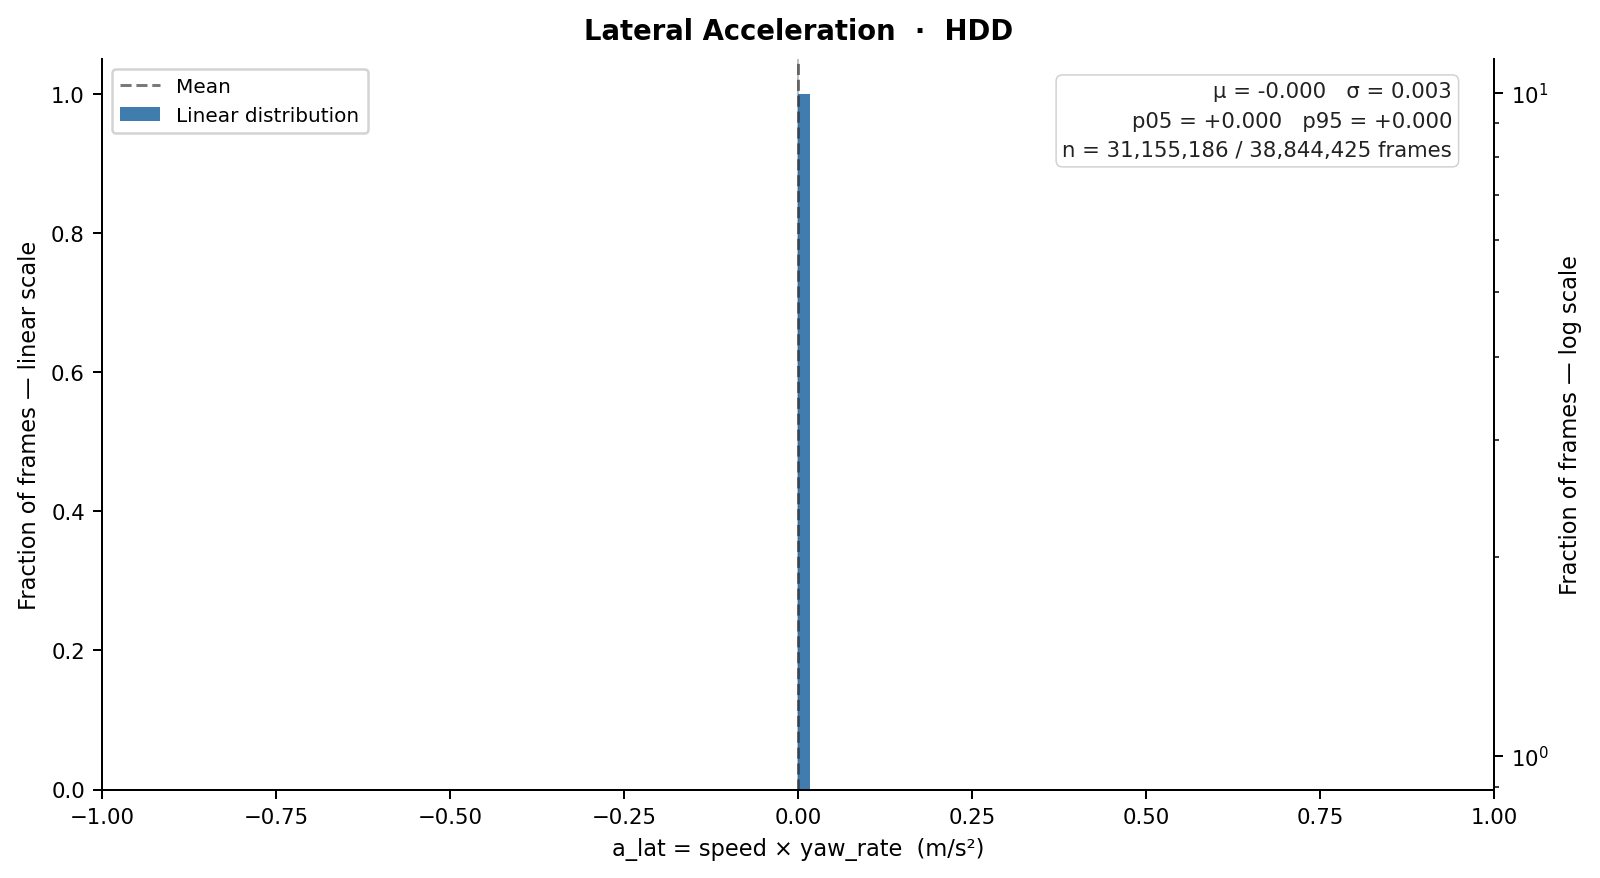 Lateral Acceleration · HDD
Mean
Linear distribution
μ = -0.000 σ = 0.003
p05 = +0.000 p95 = +0.000
n = 31,155,186 / 38,844,425 frames
Fraction of frames — linear scale
1.0
0.8
0.6
0.4
0.2
0.0
10¹
10⁰
Fraction of frames — log scale
−1.00 −0.75 −0.50 −0.25 0.00 0.25 0.50 0.75 1.00
a_lat = speed × yaw_rate (m/s²)